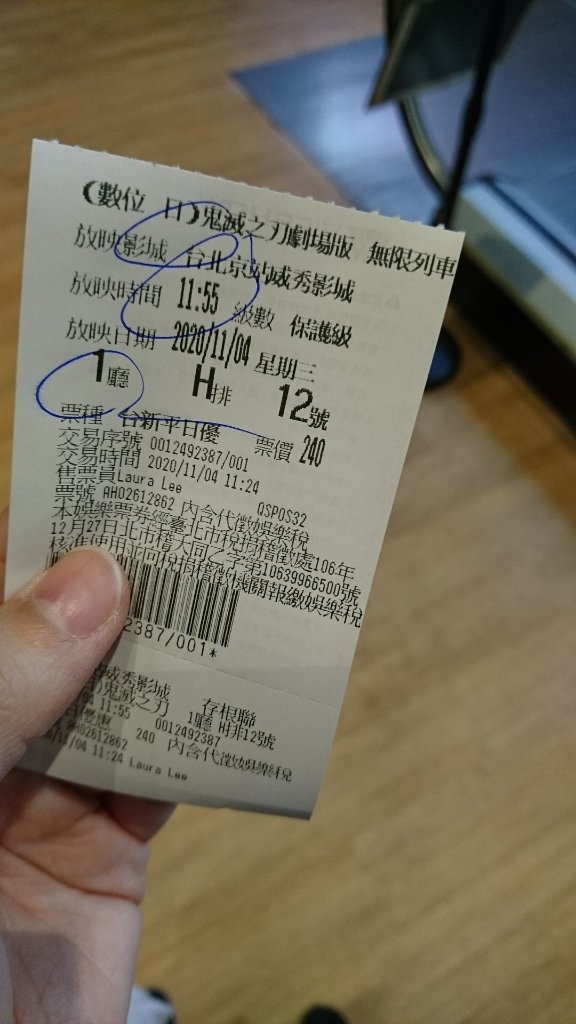 (數位 日)鬼滅之刃劇場版 無限列車
放映影城 台北京站威秀影城
放映時間 11:55 級數 保護級
放映日期 2020/11/04 星期三
1廳 H排 12號
票種 台新平日優 票價 240
交易序號 0012492387/001
交易時間 2020/11/04 11:24
售票員Laura Lee QSPOS32
票號 AH02612862 內含代徵娛樂稅
本娛樂票券經臺北市稅捐稽徵處106年
12月27日北市稽大同乙字第10639966500號
核准使用並向稅捐稽徵機關報繳娛樂稅
2387/001*
威秀影城 存根聯
)鬼滅之刃 1廳 H排12號
/04 11:55 0012492387
優惠 240 內含代徵娛樂稅
AH02612862
/11/04 11:24 Laura Lee